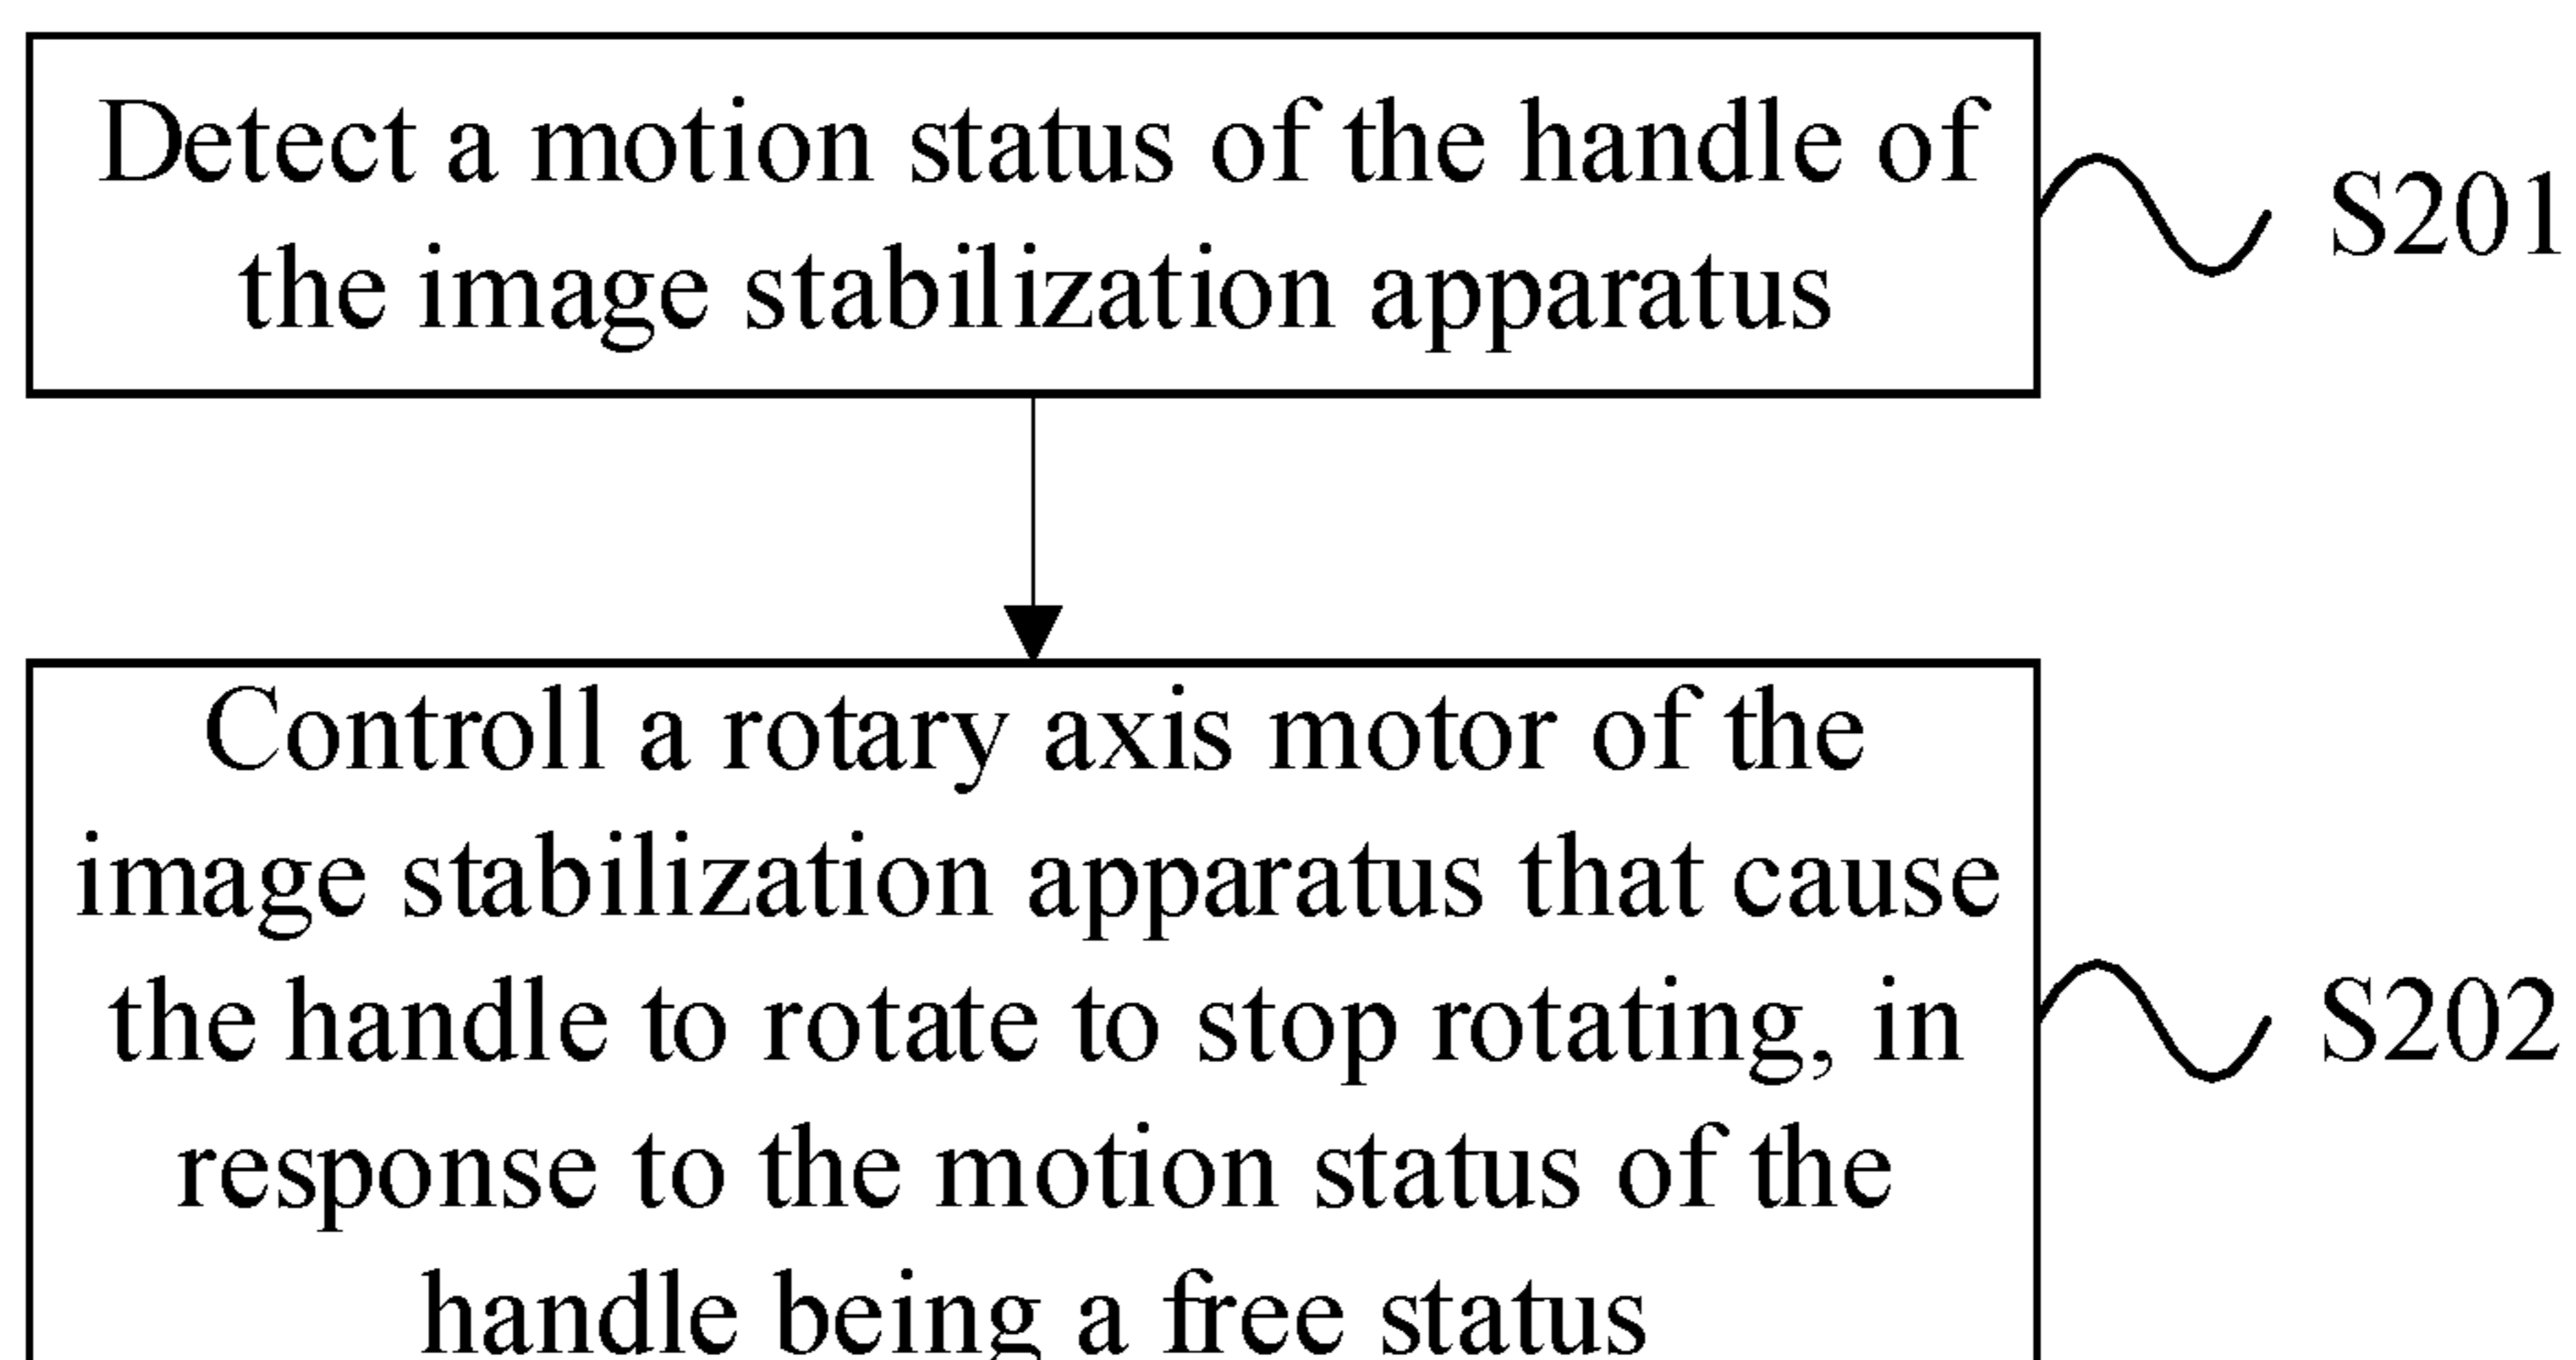 Detect a motion status of the handle of
the image stabilization apparatus
S201
Controll a rotary axis motor of the
image stabilization apparatus that cause
the handle to rotate to stop rotating, in
response to the motion status of the
handle being a free status
S202